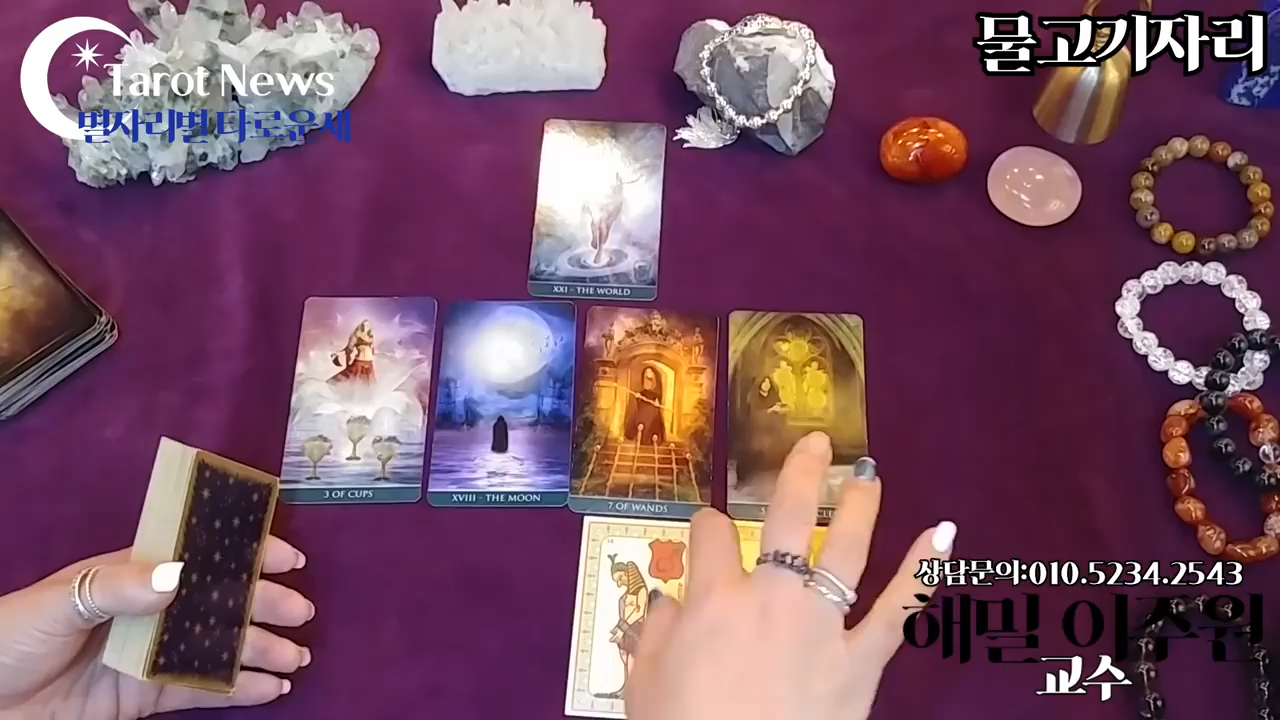 Tarot News
별자리별 타로운세
물고기자리
XXI - THE WORLD
3 OF CUPS
XVIII - THE MOON
7 OF WANDS
상담문의:010.5234.2543
해밀 이주원
교수